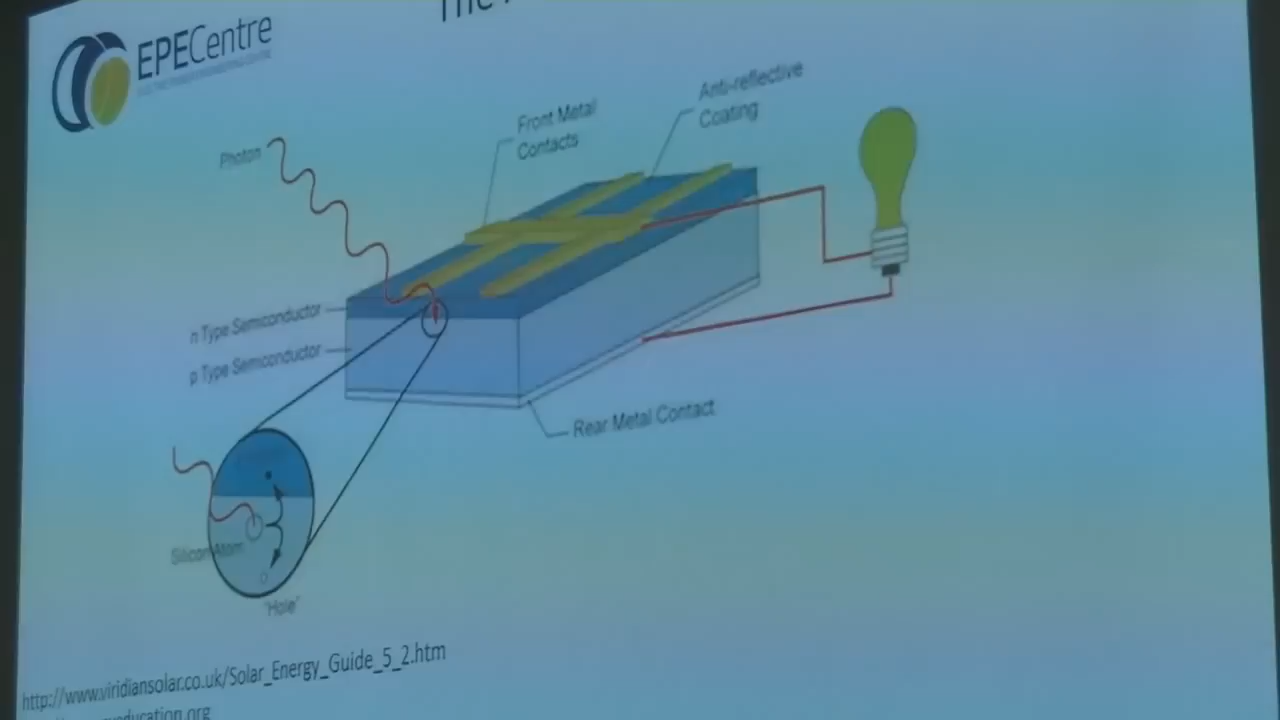 The
EPECentre
Photon
Front Metal
Contacts
Anti-reflective
Coating
n Type Semiconductor
p Type Semiconductor
Rear Metal Contact
Silicon Atom
"Hole"
http://www.viridiansolar.co.uk/Solar_Energy_Guide_5_2.htm